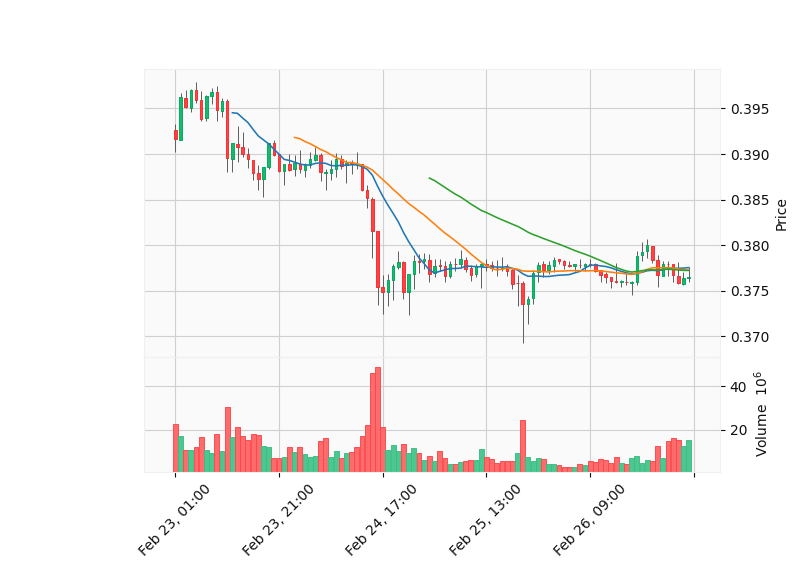 0.395
0.390
0.385
0.380
0.375
0.370
Price
40
20
Volume 10^6
Feb 23, 01:00
Feb 23, 21:00
Feb 24, 17:00
Feb 25, 13:00
Feb 26, 09:00